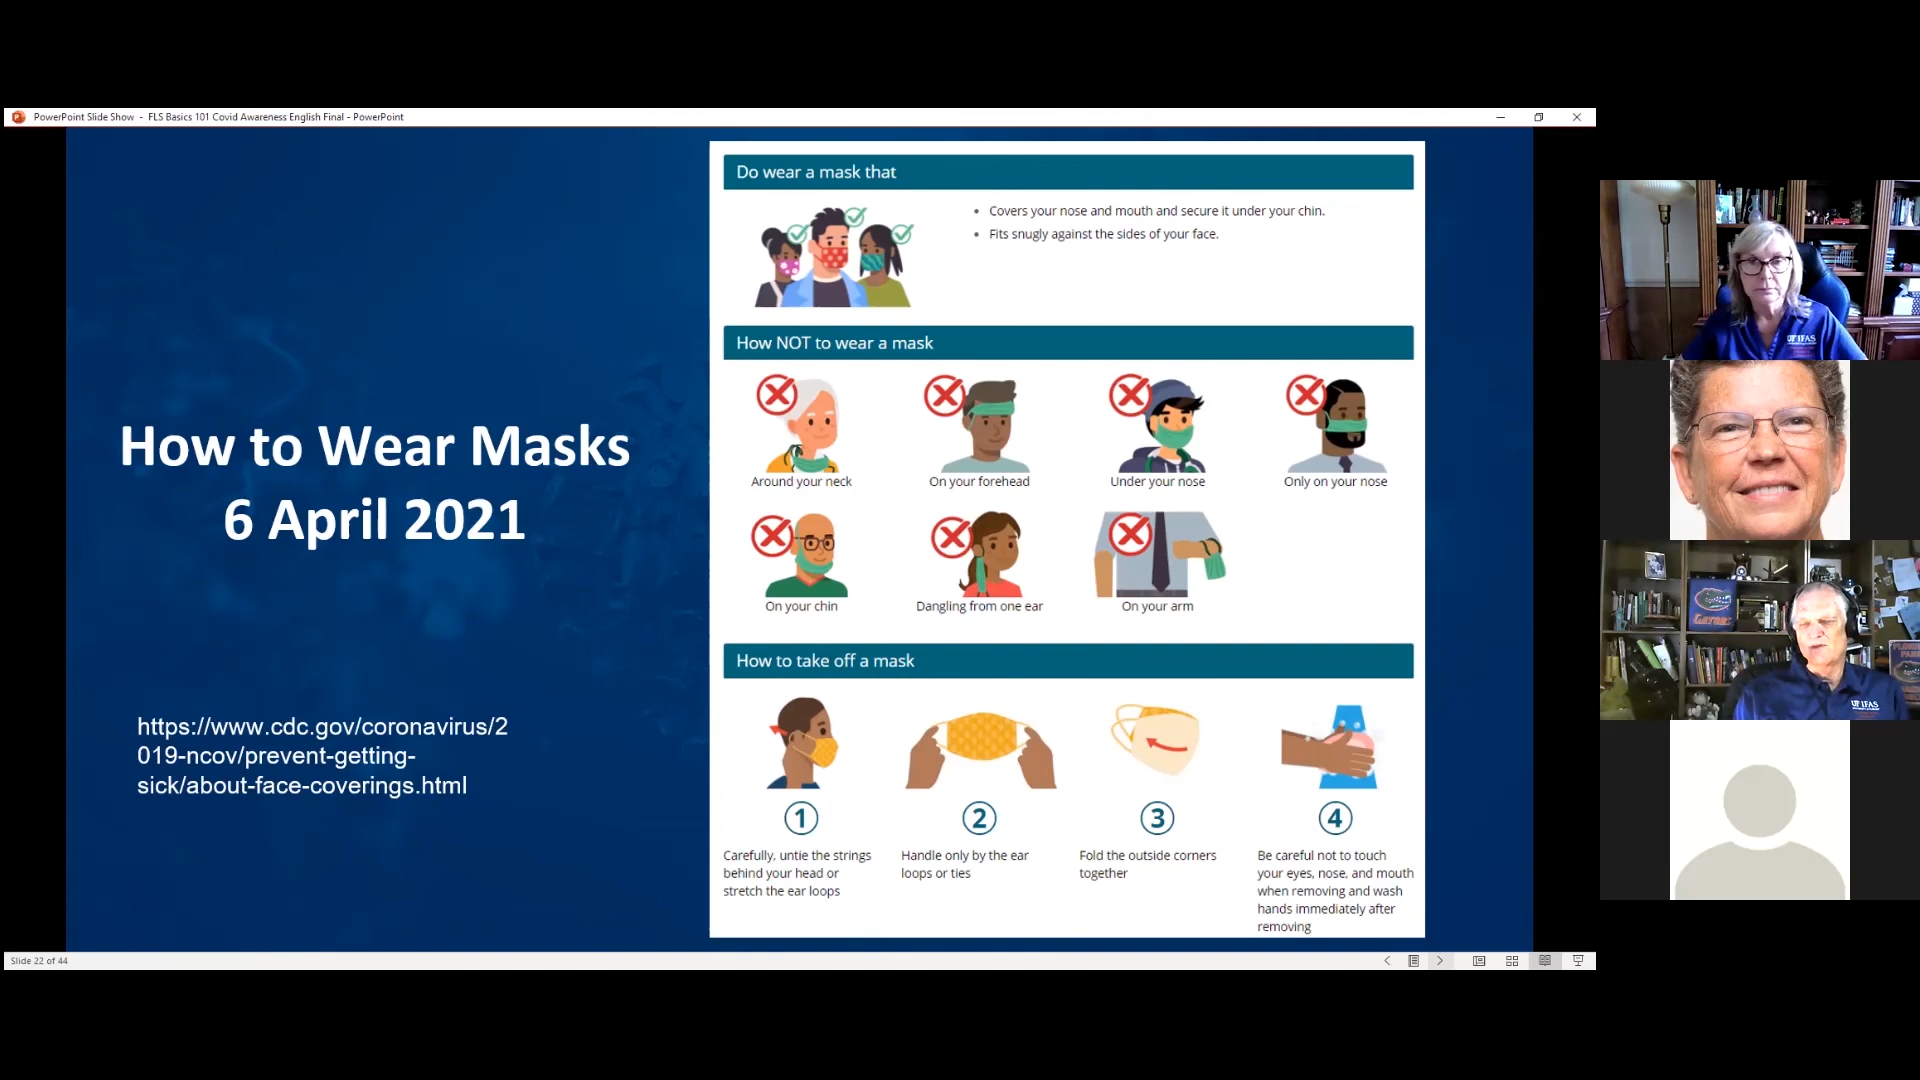 PowerPoint Slide Show - FLS Basics 101 Covid Awareness English Final - PowerPoint
How to Wear Masks
6 April 2021
https://www.cdc.gov/coronavirus/2
019-ncov/prevent-getting-
sick/about-face-coverings.html
Do wear a mask that
• Covers your nose and mouth and secure it under your chin.
• Fits snugly against the sides of your face.
How NOT to wear a mask
Around your neck
On your forehead
Under your nose
Only on your nose
On your chin
Dangling from one ear
On your arm
How to take off a mask
1
Carefully, untie the strings
behind your head or
stretch the ear loops
2
Handle only by the ear
loops or ties
3
Fold the outside corners
together
4
Be careful not to touch
your eyes, nose, and mouth
when removing and wash
hands immediately after
removing
Slide 22 of 44
UF IFAS
Gators
UF IFAS